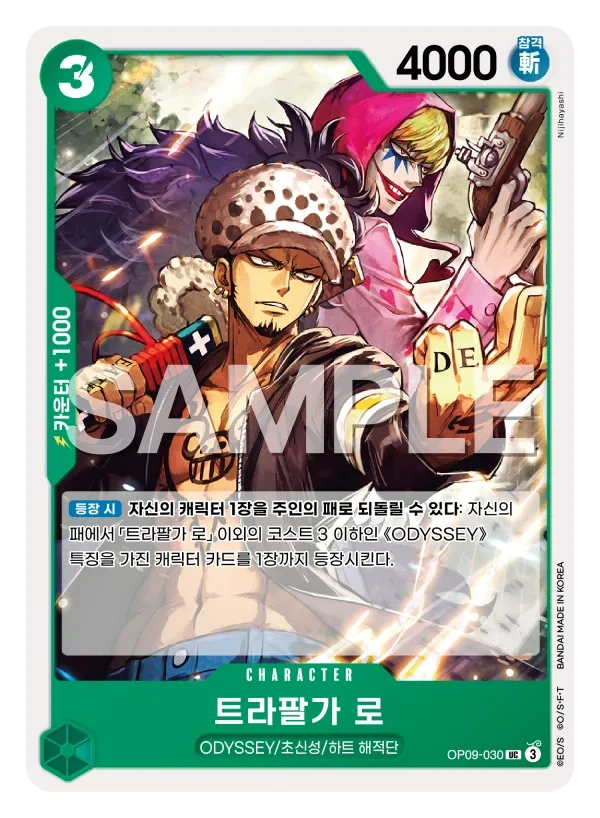 3
4000
참격
斬
Nijihayashi
카운터 +1000
DE
SAMPLE
등장 시 자신의 캐릭터 1장을 주인의 패로 되돌릴 수 있다: 자신의
패에서 「트라팔가 로」 이외의 코스트 3 이하인 《ODYSSEY》
특징을 가진 캐릭터 카드를 1장까지 등장시킨다.
CHARACTER
트라팔가 로
ODYSSEY/초신성/하트 해적단
OP09-030 UC 3
©EO/S ©O/S·F·T BANDAI MADE IN KOREA